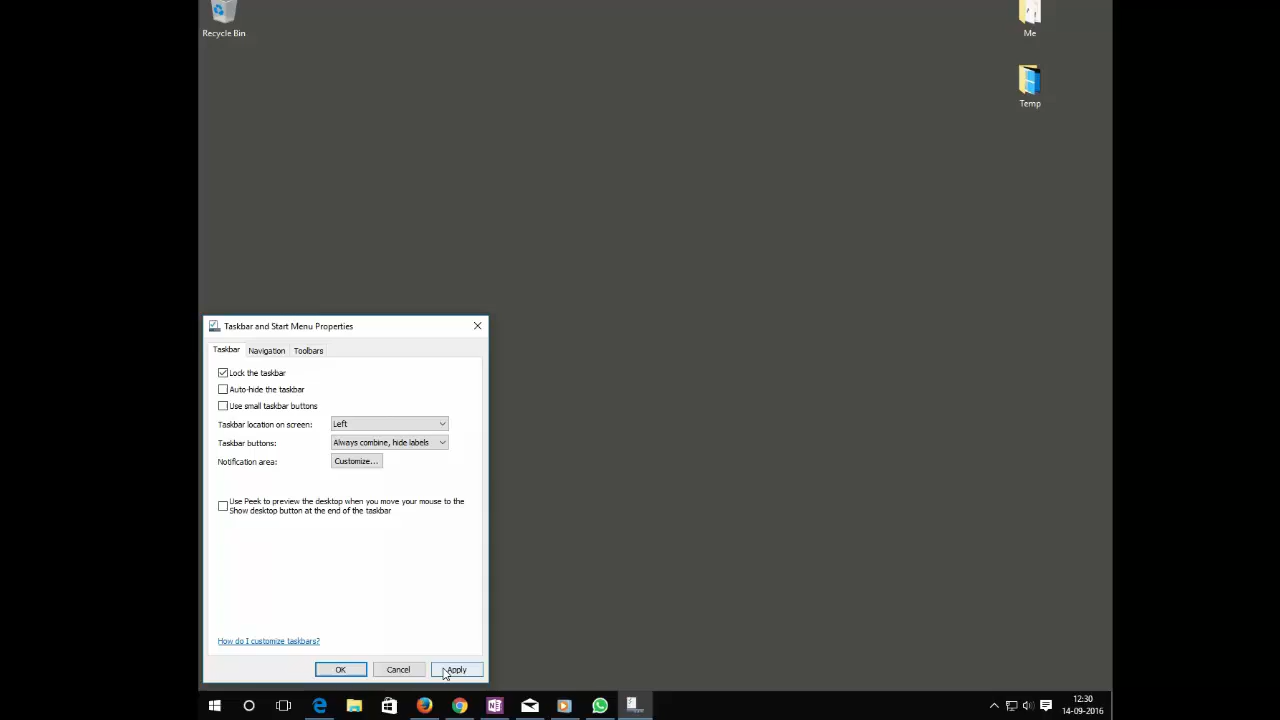 Recycle Bin
Me
Temp
Taskbar and Start Menu Properties
Taskbar
Navigation
Toolbars
Lock the taskbar
Auto-hide the taskbar
Use small taskbar buttons
Taskbar location on screen:
Left
Taskbar buttons:
Always combine, hide labels
Notification area:
Customize...
Use Peek to preview the desktop when you move your mouse to the
Show desktop button at the end of the taskbar
How do I customize taskbars?
OK
Cancel
Apply
12:30
14-09-2016